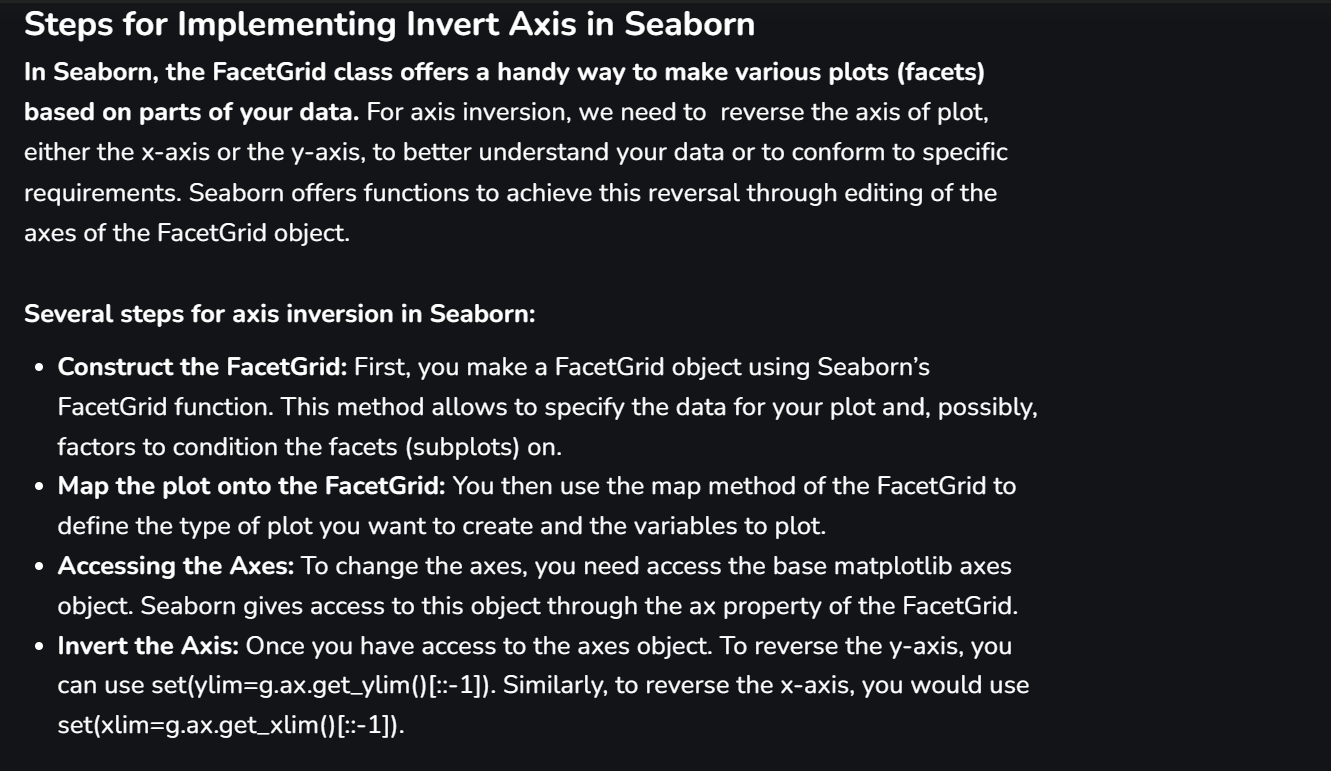 Steps for Implementing Invert Axis in Seaborn
In Seaborn, the FacetGrid class offers a handy way to make various plots (facets)
based on parts of your data. For axis inversion, we need to  reverse the axis of plot,
either the x-axis or the y-axis, to better understand your data or to conform to specific
requirements. Seaborn offers functions to achieve this reversal through editing of the
axes of the FacetGrid object.
Several steps for axis inversion in Seaborn:
• Construct the FacetGrid: First, you make a FacetGrid object using Seaborn’s
FacetGrid function. This method allows to specify the data for your plot and, possibly,
factors to condition the facets (subplots) on.
• Map the plot onto the FacetGrid: You then use the map method of the FacetGrid to
define the type of plot you want to create and the variables to plot.
• Accessing the Axes: To change the axes, you need access the base matplotlib axes
object. Seaborn gives access to this object through the ax property of the FacetGrid.
• Invert the Axis: Once you have access to the axes object. To reverse the y-axis, you
can use set(ylim=g.ax.get_ylim()[::-1]). Similarly, to reverse the x-axis, you would use
set(xlim=g.ax.get_xlim()[::-1]).